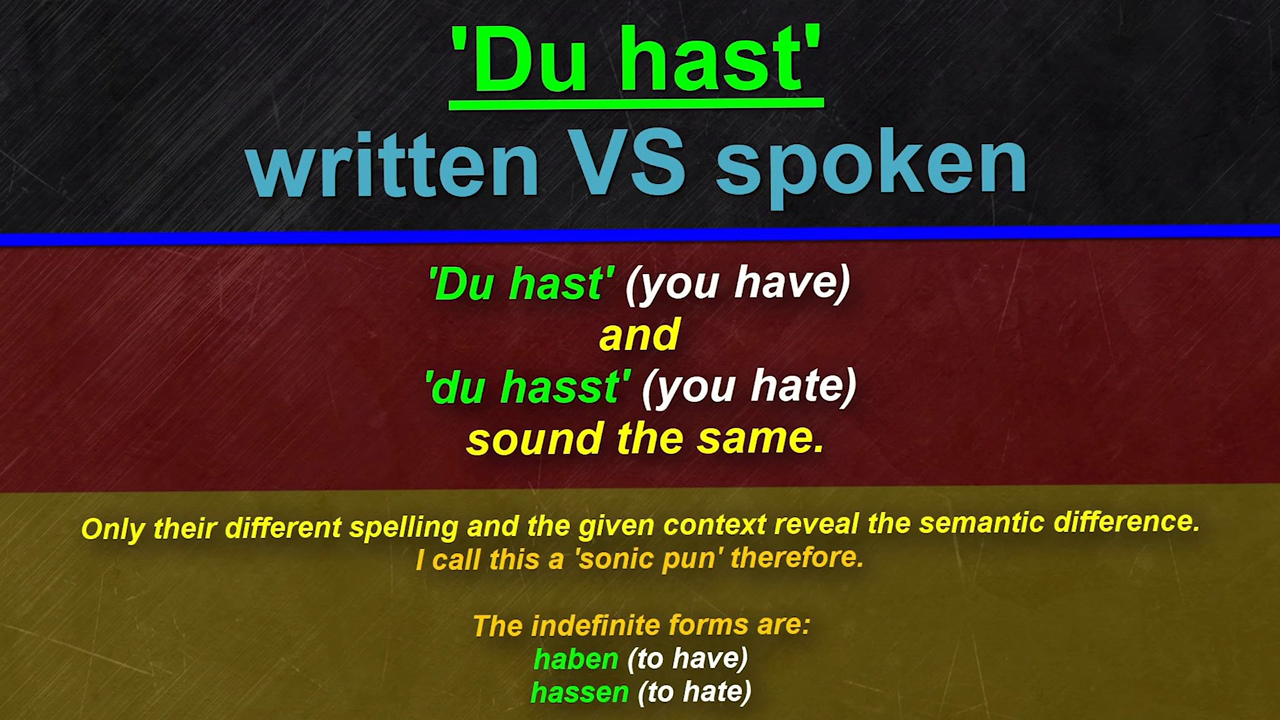 'Du hast'
written VS spoken
'Du hast' (you have)
and
'du hasst' (you hate)
sound the same.
Only their different spelling and the given context reveal the semantic difference.
I call this a 'sonic pun' therefore.
The indefinite forms are:
haben (to have)
hassen (to hate)